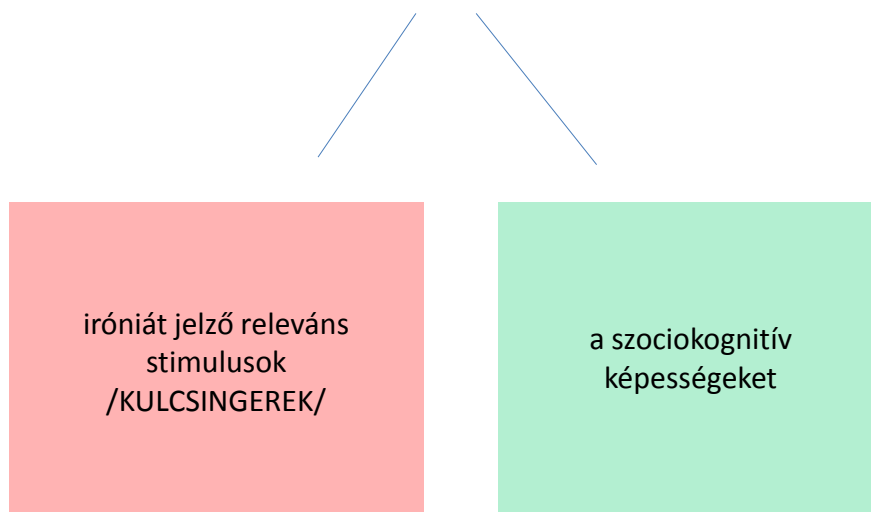 iróniát jelző releváns
stimulusok
/KULCSINGEREK/
a szociokognitív
képességeket